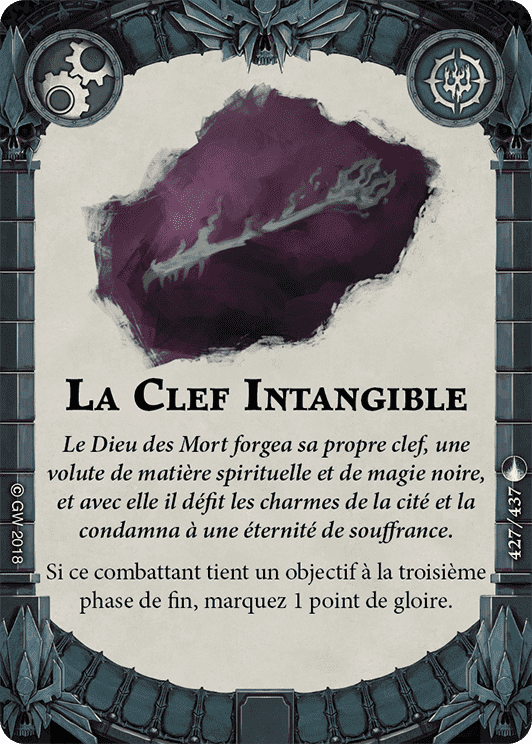 La Clef Intangible
Le Dieu des Mort forgea sa propre clef, une
volute de matière spirituelle et de magie noire,
et avec elle il défit les charmes de la cité et la
condamna à une éternité de souffrance.
Si ce combattant tient un objectif à la troisième
phase de fin, marquez 1 point de gloire.
© GW 2018
427/437